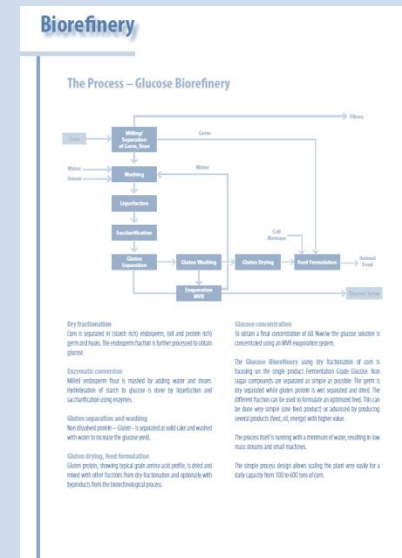 Biorefinery
The Process – Glucose Biorefinery
Fibres
Milling/
Separation
of Germ, Bran
Germ
Corn
Water
Steam
Mashing
Water
Liquefaction
Saccharification
Cell
Biomass
Gluten
Separation
Gluten Washing
Gluten Drying
Feed Formulation
Animal
Feed
Evaporation
MVR
Glucose Syrup
Dry fractionation
Corn is separated in (starch rich) endosperm, (oil and protein rich)
germ and husks. The endosperm fraction is further processed to obtain
glucose
Enzymatic conversion
Milled endosperm flour is mashed by adding water and steam.
Hydrolysation of starch to glucose is done by liquefaction and
saccharification using enzymes.
Gluten separation and washing
Non dissolved protein – Gluten - is separated as solid cake and washed
with water to increase the glucose yield.
Gluten drying, feed formulation
Gluten protein, showing typical grain amino acid profile, is dried and
mixed with other fractions from dry fractionation and optionally with
byproducts from the biotechnological process.
Glucose concentration
To obtain a final concentration of 60 %w/w the glucose solution is
concentrated using an MVR evaporation system.
The Glucose Biorefinery using dry fractionation of corn is
focusing on the single product Fermentation Grade Glucose. Non
sugar compounds are separated as simple as possible. The germ is
dry separated while gluten protein is wet separated and dried. The
different fraction can be used to formulate an optimized feed. This can
be done very simple (one feed product) or advanced by producing
several products (feed, oil, energy) with higher value.
The process itself is running with a minimum of water, resulting in low
mass streams and small machines.
The simple process design allows scaling the plant very easily for a
daily capacity from 100 to 600 tons of corn.